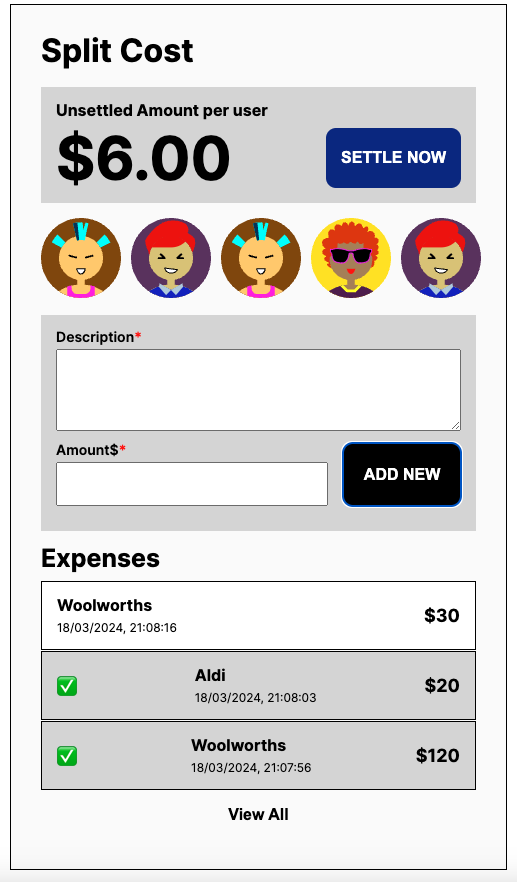 Split Cost
Unsettled Amount per user
$6.00
SETTLE NOW
Description*
Amount$*
ADD NEW
Expenses
Woolworths
18/03/2024, 21:08:16
$30
Aldi
18/03/2024, 21:08:03
$20
Woolworths
18/03/2024, 21:07:56
$120
View All